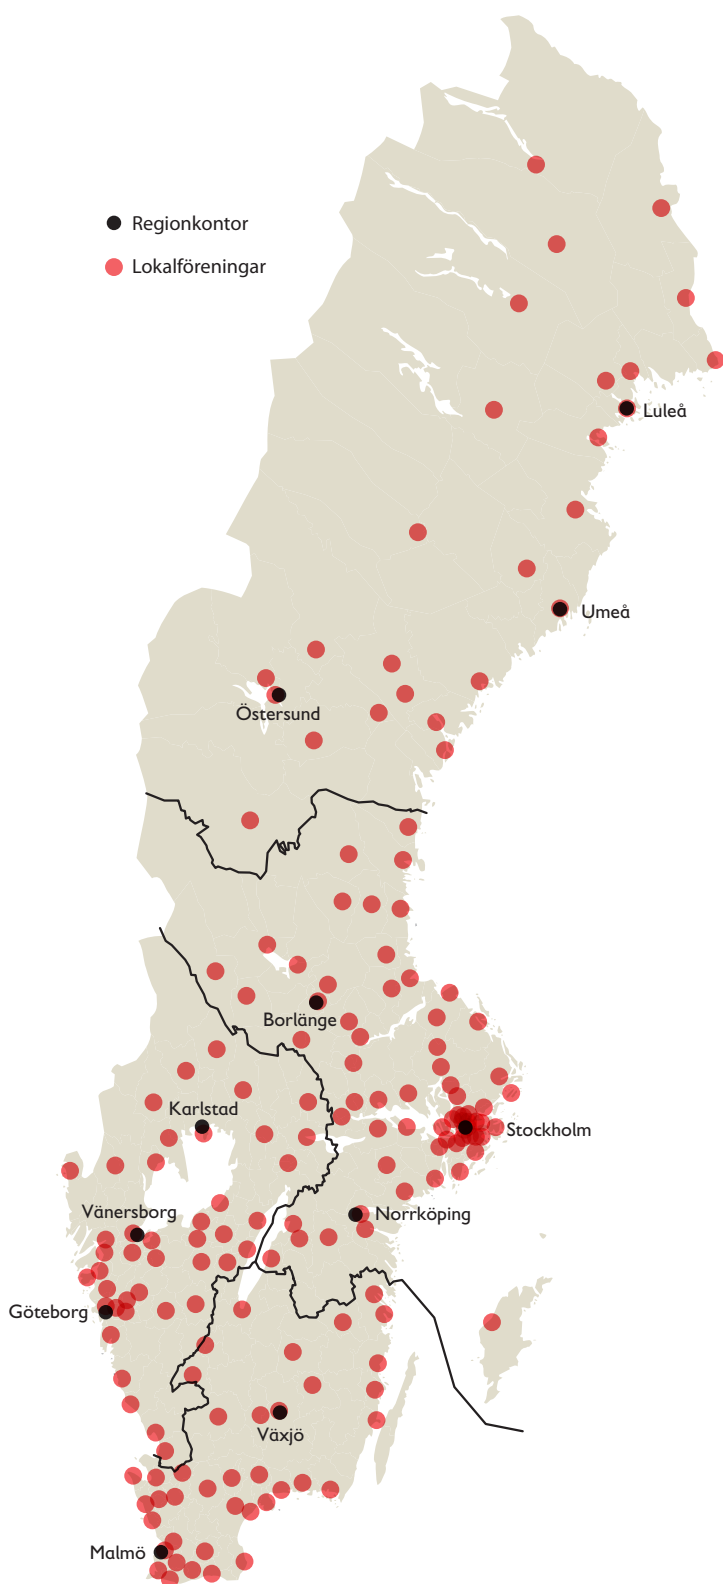 Regionkontor
Lokalföreningar
Luleå
Umeå
Östersund
Borlänge
Karlstad
Stockholm
Vänersborg
Norrköping
Göteborg
Växjö
Malmö